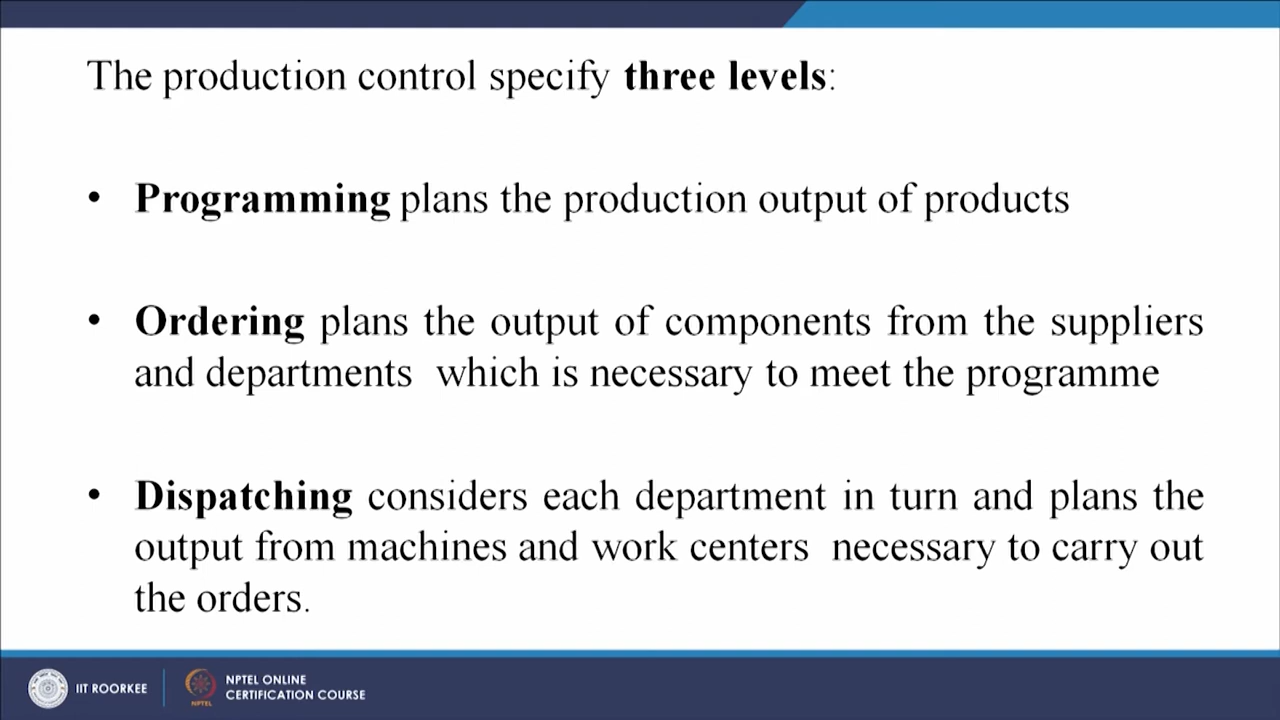 The production control specify three levels:
• Programming plans the production output of products
• Ordering plans the output of components from the suppliers
and departments which is necessary to meet the programme
• Dispatching considers each department in turn and plans the
output from machines and work centers necessary to carry out
the orders.
IIT ROORKEE
NPTEL
NPTEL ONLINE
CERTIFICATION COURSE